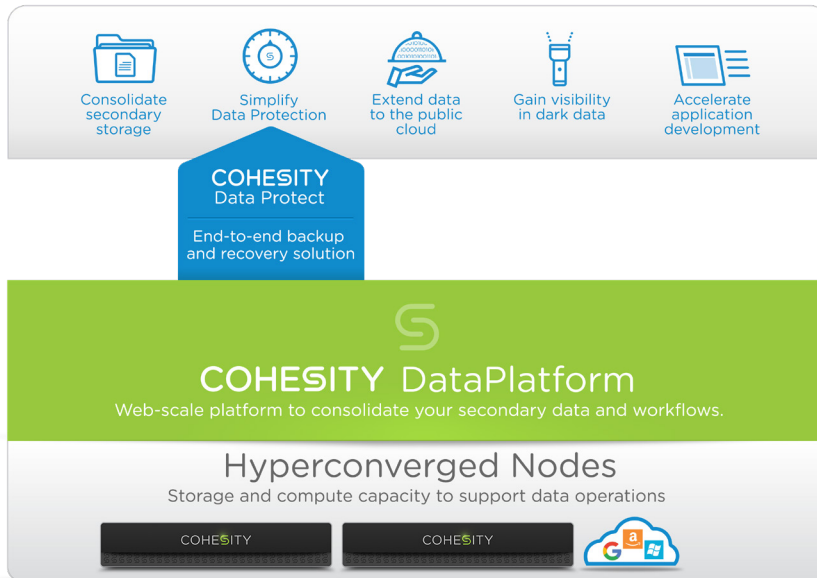 Consolidate
secondary
storage
Simplify
Data Protection
Extend data
to the public
cloud
Gain visibility
in dark data
Accelerate
application
development
COHESITY
Data Protect
End-to-end backup
and recovery solution
COHESITY DataPlatform
Web-scale platform to consolidate your secondary data and workflows.
Hyperconverged Nodes
Storage and compute capacity to support data operations
COHESITY
COHESITY
G
a